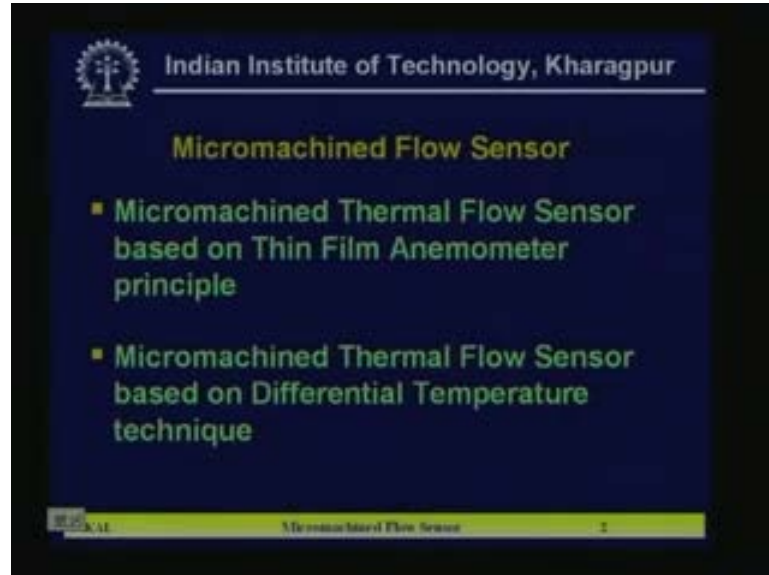 Indian Institute of Technology, Kharagpur
Micromachined Flow Sensor
▪ Micromachined Thermal Flow Sensor
based on Thin Film Anemometer
principle
▪ Micromachined Thermal Flow Sensor
based on Differential Temperature
technique
KAL Micromachined Flow Sensor 2